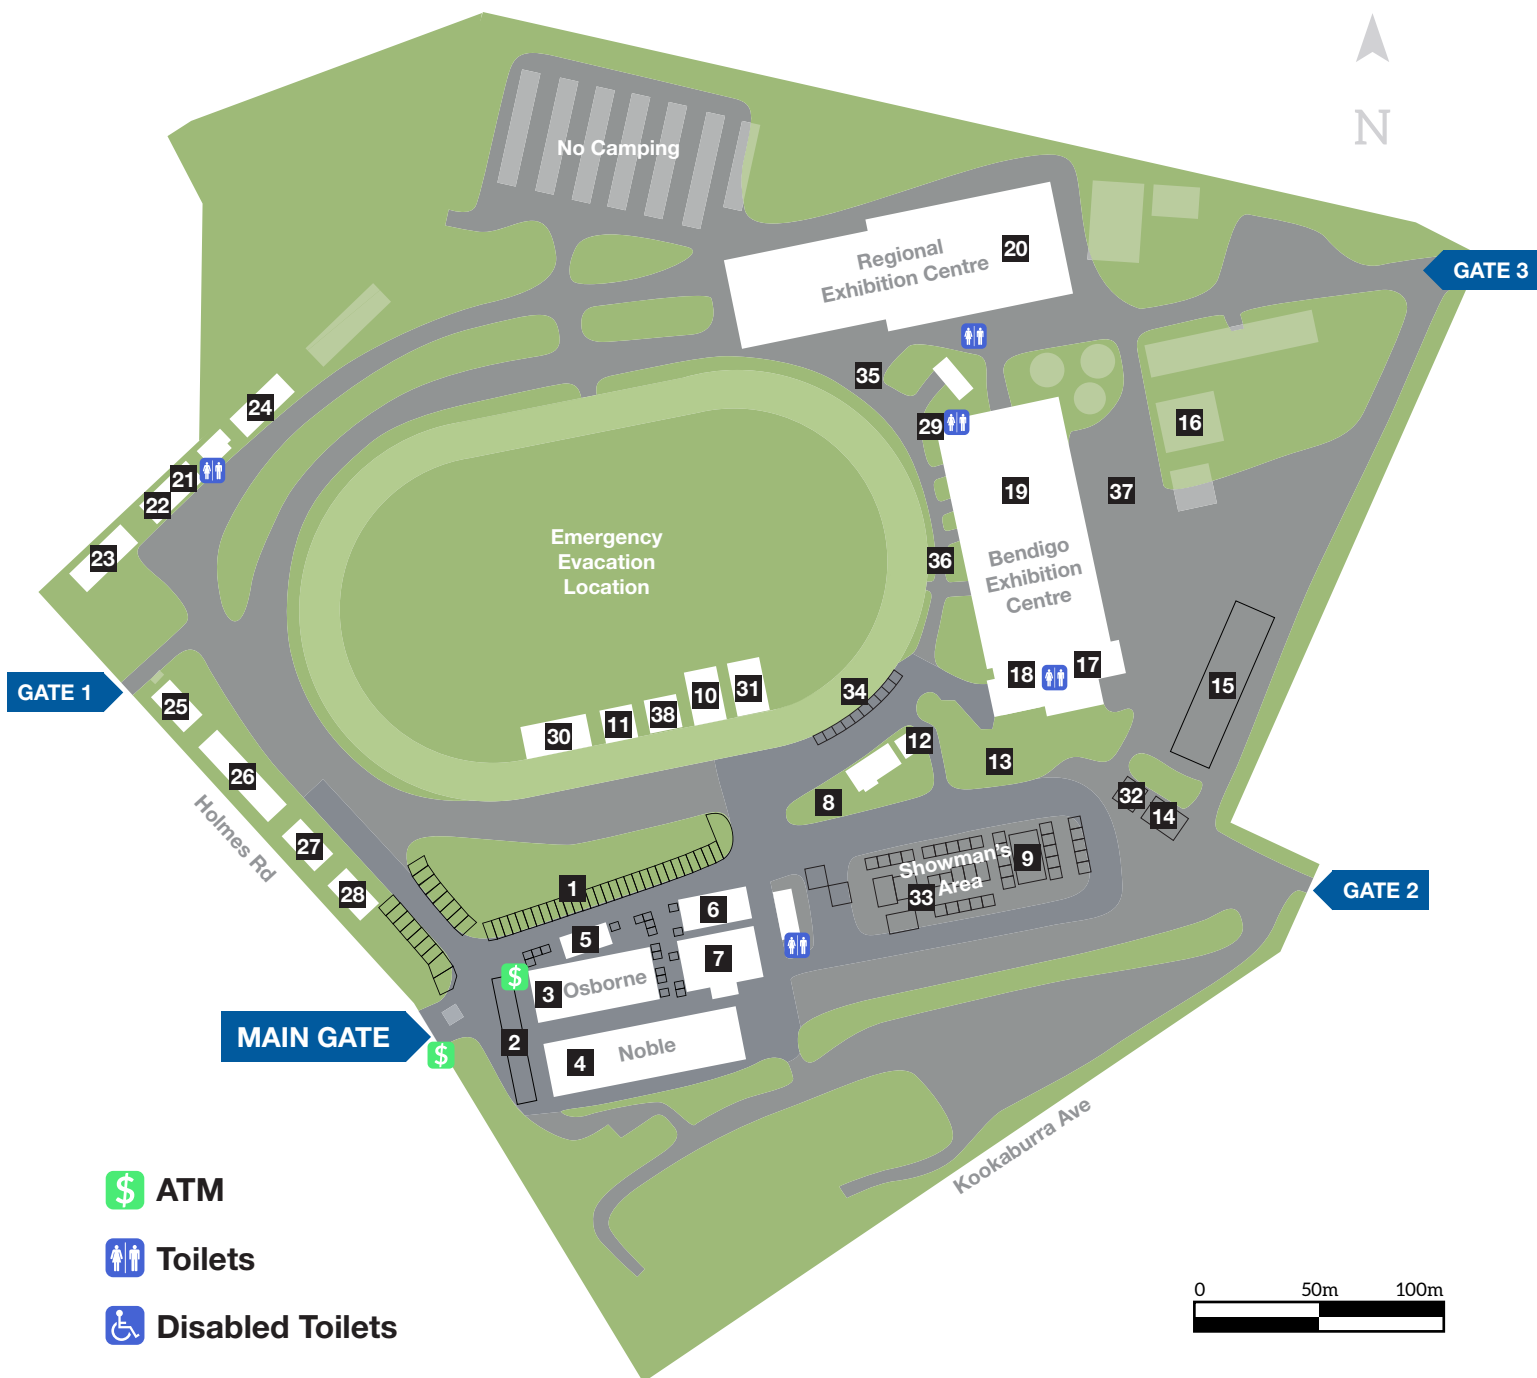 N
No Camping
Regional
Exhibition Centre
20
GATE 3
35
24
29
16
21
22
19
37
23
Emergency
Evacation
Location
36
Bendigo
Exhibition
Centre
GATE 1
25
18
17
15
10
31
34
30
11
38
12
13
26
8
32
14
Holmes Rd
27
28
1
Showman's
Area
9
33
GATE 2
6
5
7
3
Osborne
MAIN GATE
2
4
Noble
Kookaburra Ave
$ ATM
Toilets
Disabled Toilets
0 50m 100m
$
$